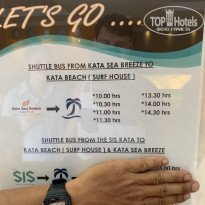 LET'S GO ....
TopHotels
ФОТО ТУРИСТА
SHUTTLE BUS FROM KATA SEA BREEZE TO
KATA BEACH ( SURF HOUSE )
Kata Sea Breeze
*10.00 hrs *13.30 hrs
*10.30 hrs *14.00 hrs
*11.00 hrs *14.30 hrs
*11.30 hrs
SHUTTLE BUS FROM THE SIS KATA TO
KATA BEACH ( SURF HOUSE ) & KATA SEA BREEZE
SIS